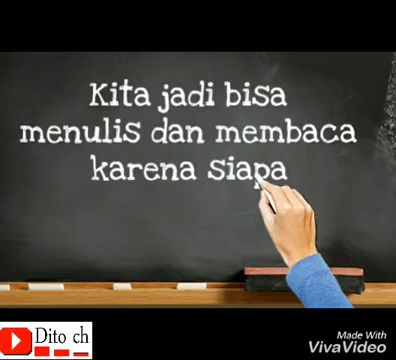 Kita jadi bisa
menulis dan membaca
karena siapa
Dito ch
Made With
VivaVideo